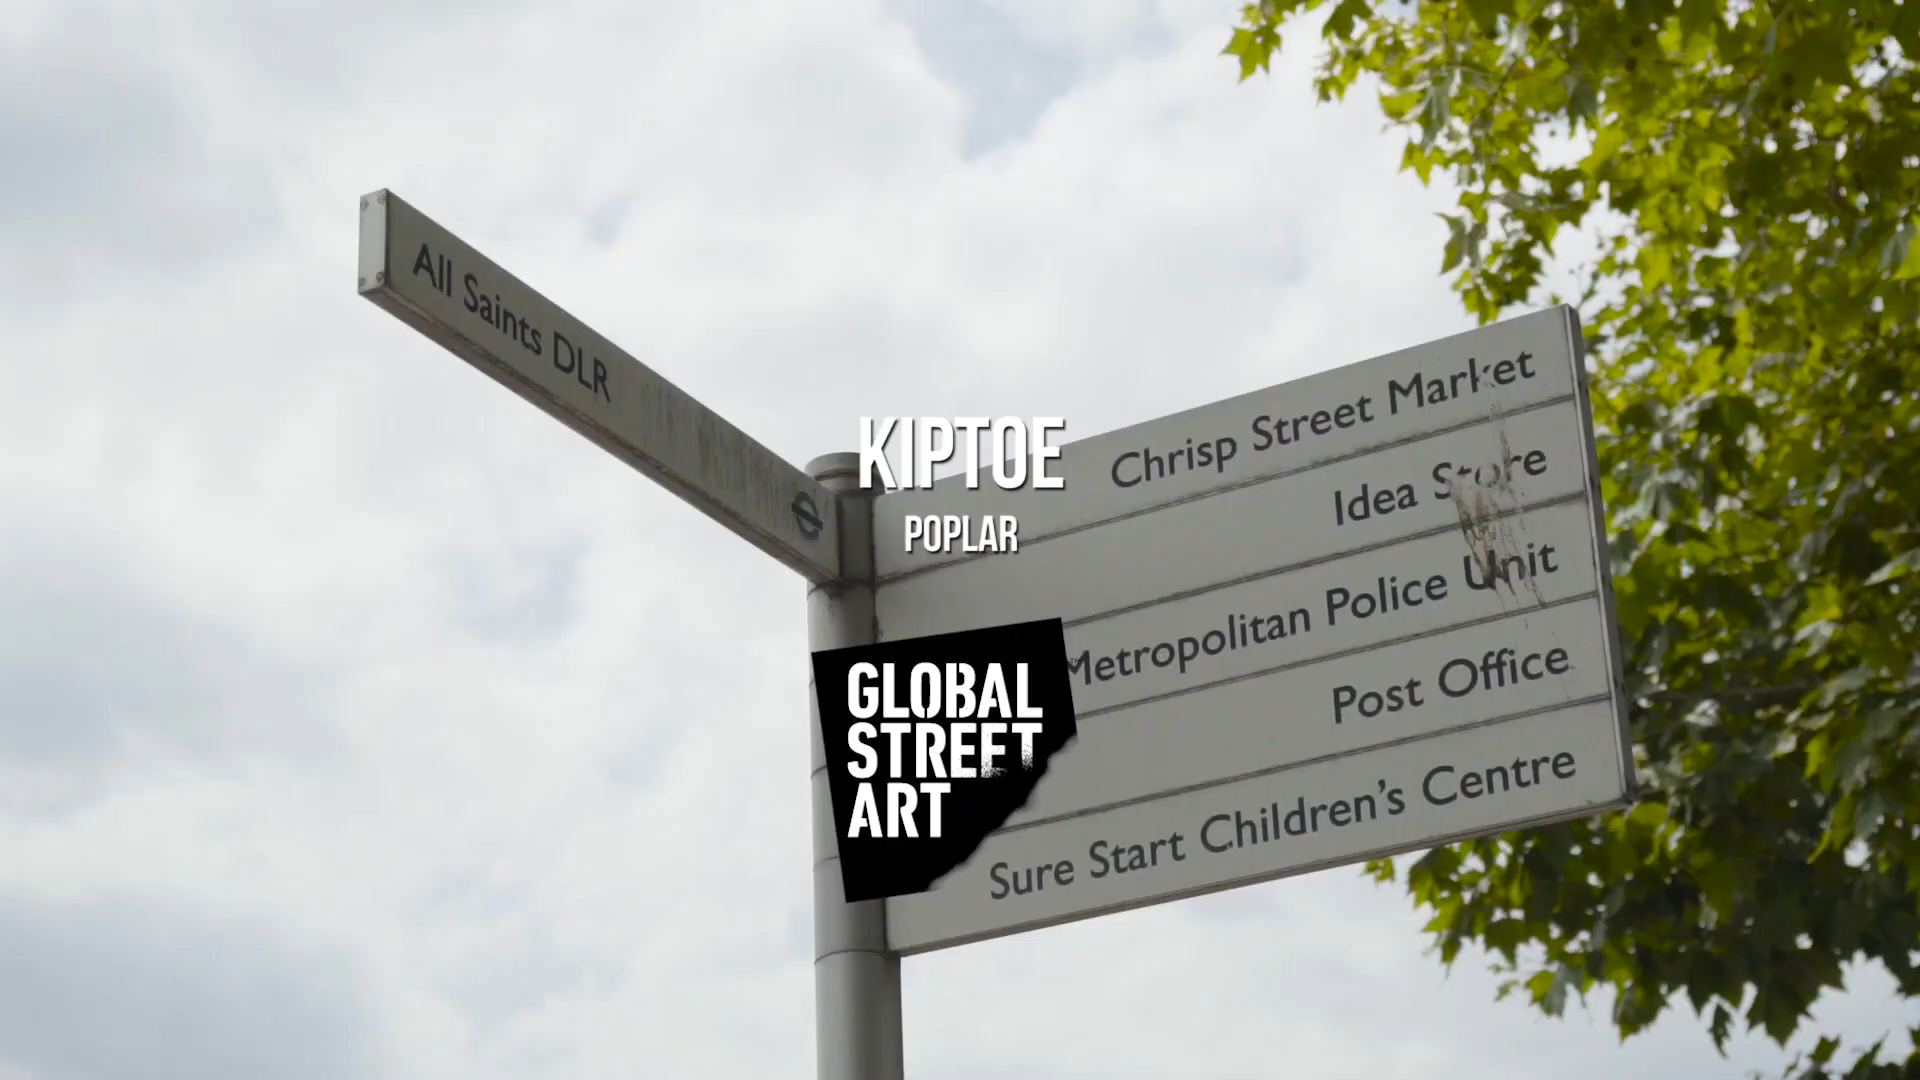 All Saints DLR
KIPTOE
POPLAR
Chrisp Street Market
Idea Store
Metropolitan Police Unit
Post Office
Sure Start Children's Centre
GLOBAL
STREET
ART